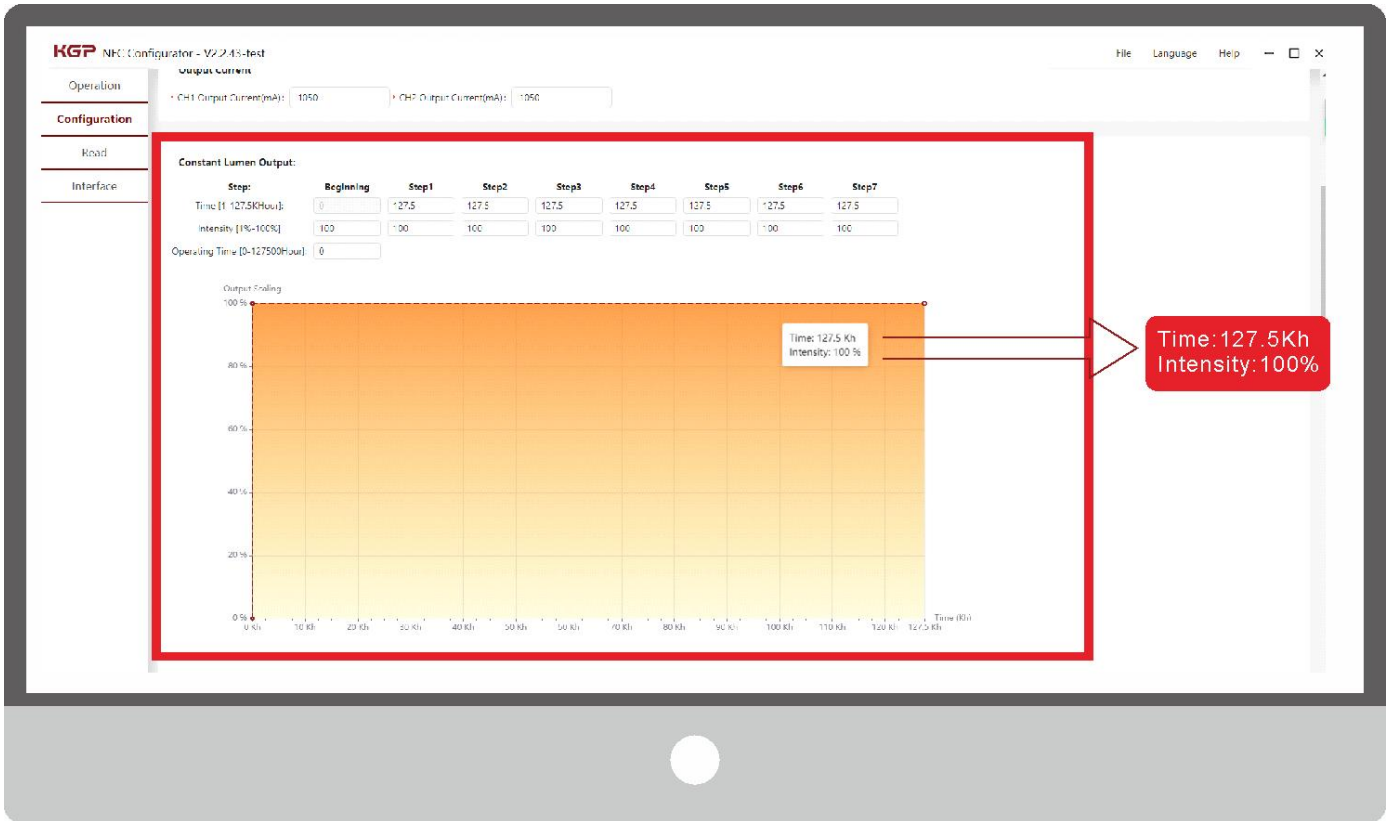 KGP NFC Configurator - V2.2.43-test
File Language Help
Operation
Configuration
Read
Interface
Output Current
* CH1 Output Current(mA): 1050 * CH2 Output Current(mA): 1050
Constant Lumen Output:
Step: Beginning Step1 Step2 Step3 Step4 Step5 Step6 Step7
Time [1-127.5KHour]: 0 127.5 127.5 127.5 127.5 127.5 127.5 127.5
Intensity [1%-100%] 100 100 100 100 100 100 100 100
Operating Time [0-127500Hour] 0
Output Scaling
100 %
Time: 127.5 Kh
Intensity: 100 %
Time:127.5Kh
Intensity:100%
80 %
60 %
40 %
20 %
0 %
Time (Kh)
0 Kh 10 Kh 20 Kh 30 Kh 40 Kh 50 Kh 60 Kh 70 Kh 80 Kh 90 Kh 100 Kh 110 Kh 120 Kh 127.5 Kh